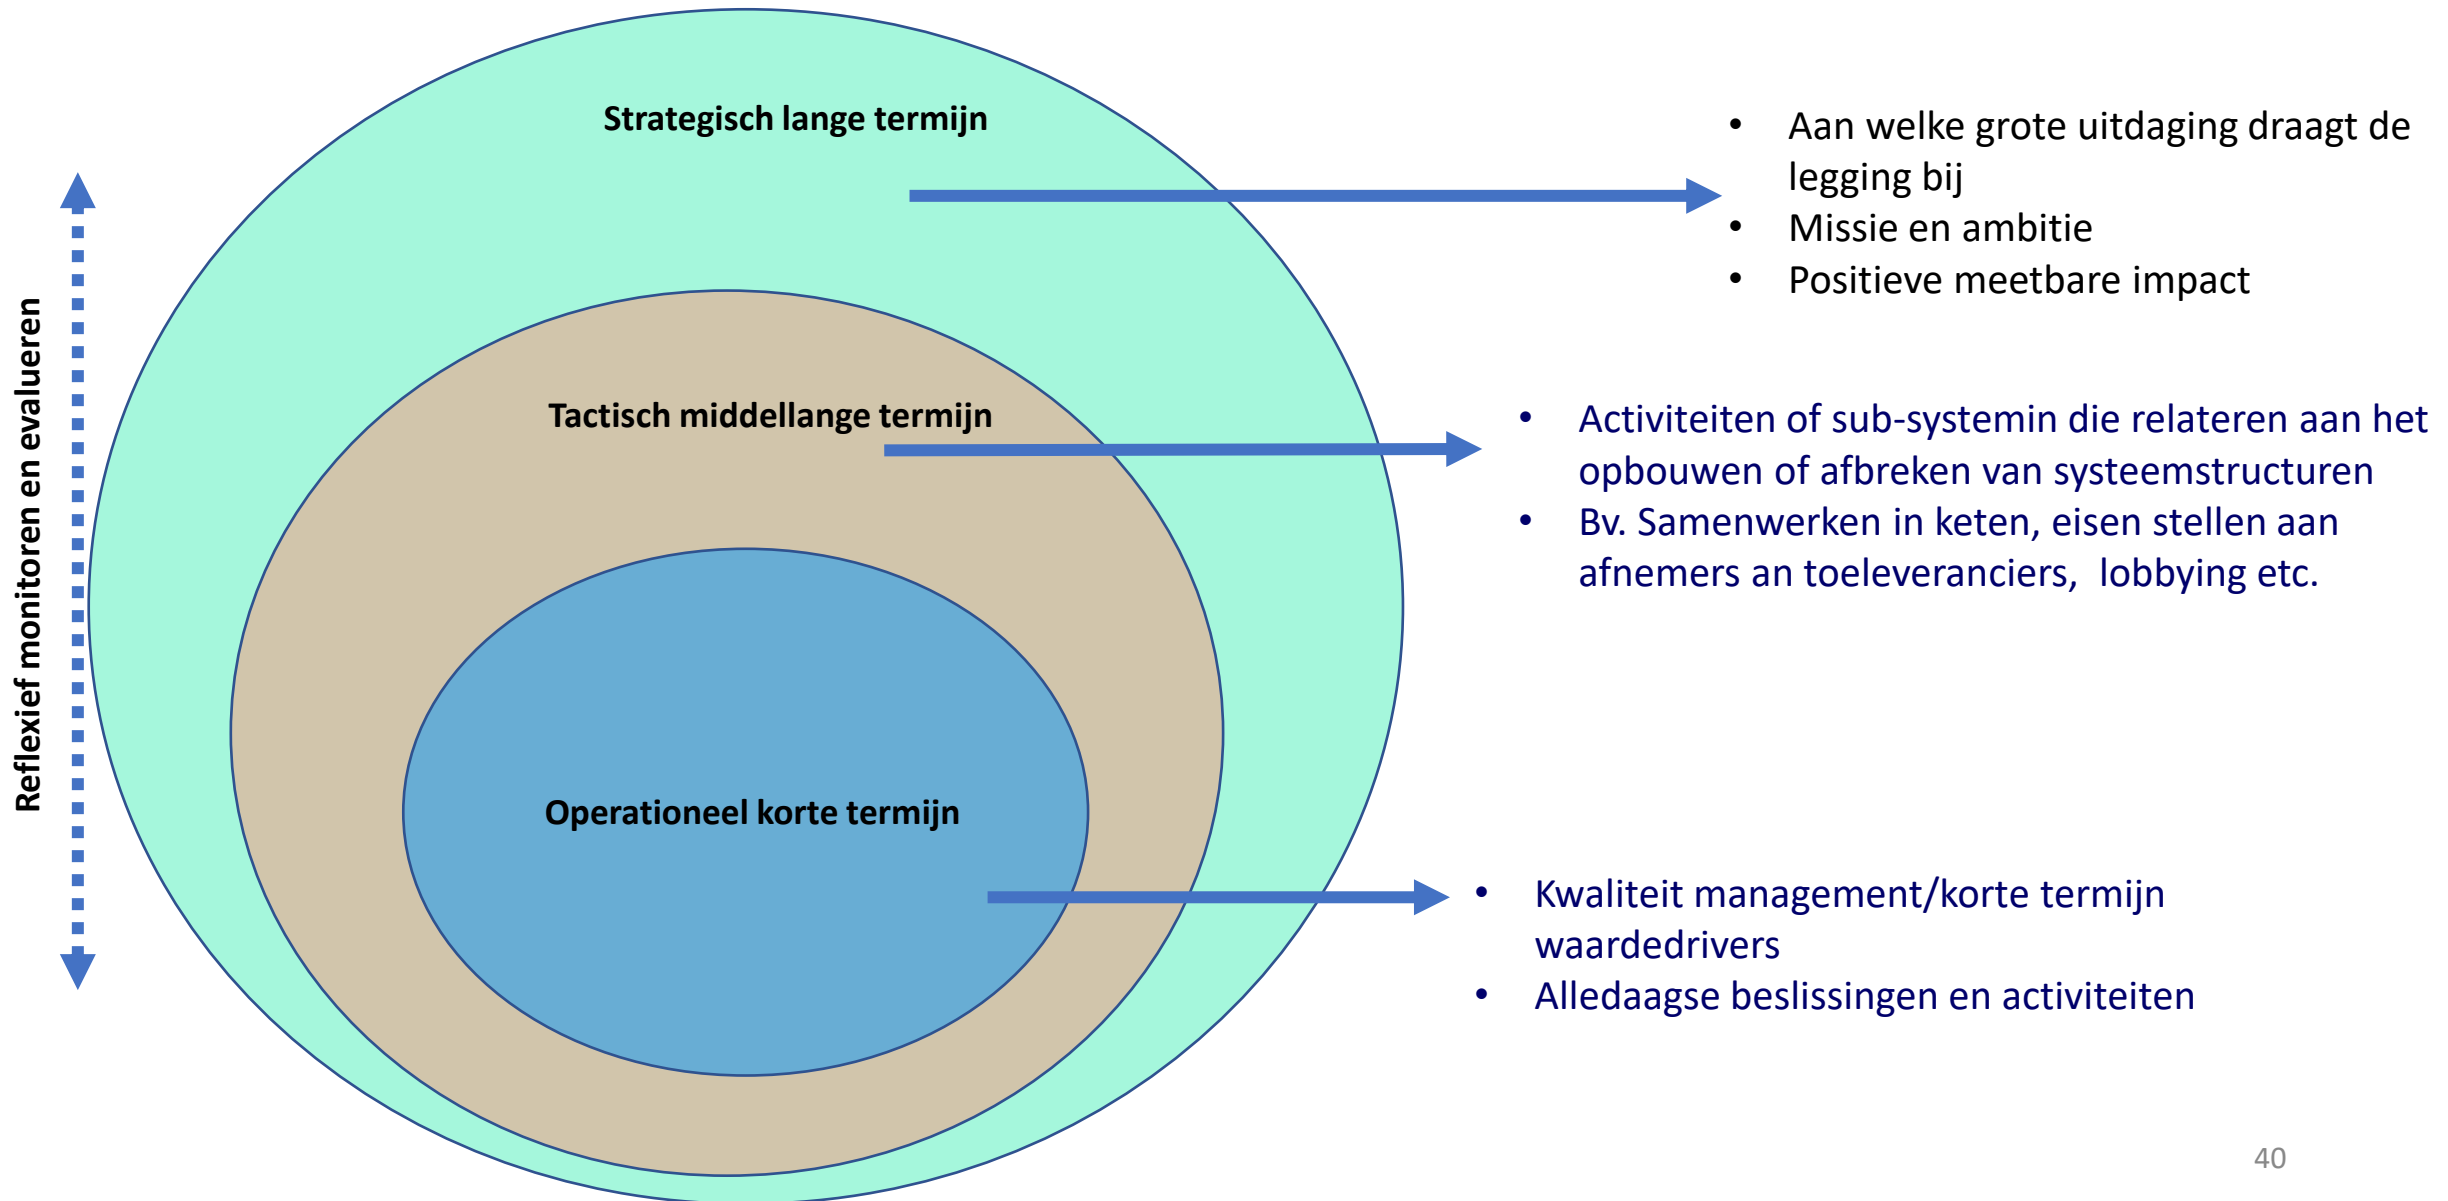 Strategisch lange termijn
• Aan welke grote uitdaging draagt de
legging bij
• Missie en ambitie
• Positieve meetbare impact
Reflexief monitoren en evalueren
Tactisch middellange termijn
• Activiteiten of sub-systemin die relateren aan het
opbouwen of afbreken van systeemstructuren
• Bv. Samenwerken in keten, eisen stellen aan
afnemers an toeleveranciers, lobbying etc.
Operationeel korte termijn
• Kwaliteit management/korte termijn
waardedrivers
• Alledaagse beslissingen en activiteiten
40